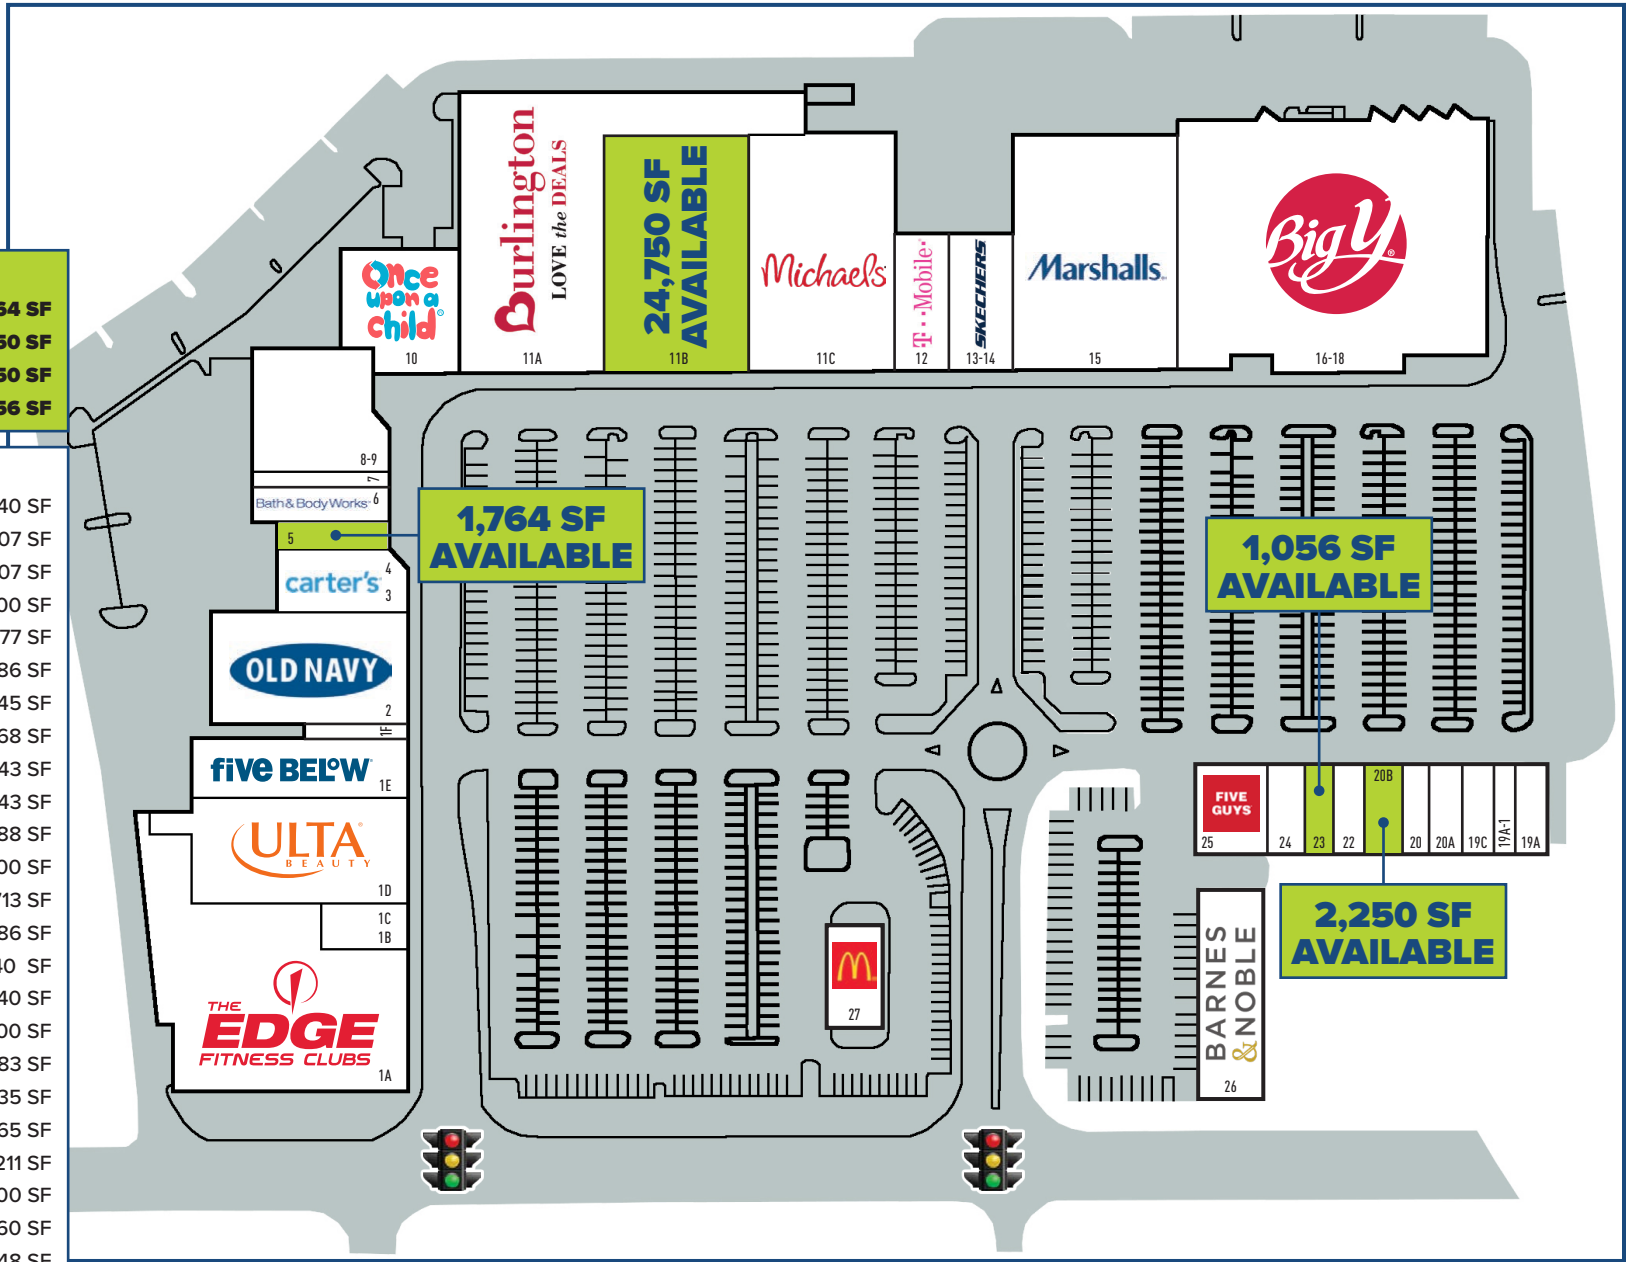 64 SF
50 SF
50 SF
56 SF
40 SF
07 SF
07 SF
00 SF
77 SF
86 SF
45 SF
68 SF
43 SF
43 SF
88 SF
00 SF
713 SF
86 SF
40 SF
40 SF
00 SF
83 SF
35 SF
65 SF
211 SF
00 SF
60 SF
48 SF
Once
upon a
child
10
Burlington
LOVE the DEALS
11A
24,750 SF
AVAILABLE
11B
Michaels
11C
T··Mobile·
12
SKECHERS
13-14
Marshalls
15
Big Y
16-18
8-9
7
Bath & Body Works
6
5
1,764 SF
AVAILABLE
carter's
4
3
OLD NAVY
2
1F
five BELOW
1E
ULTA
BEAUTY
1D
1C
1B
THE
EDGE
FITNESS CLUBS
1A
1,056 SF
AVAILABLE
FIVE
GUYS
25
24
23
22
20B
20
20A
19C
19A-1
19A
2,250 SF
AVAILABLE
BARNES
& NOBLE
26
M
27